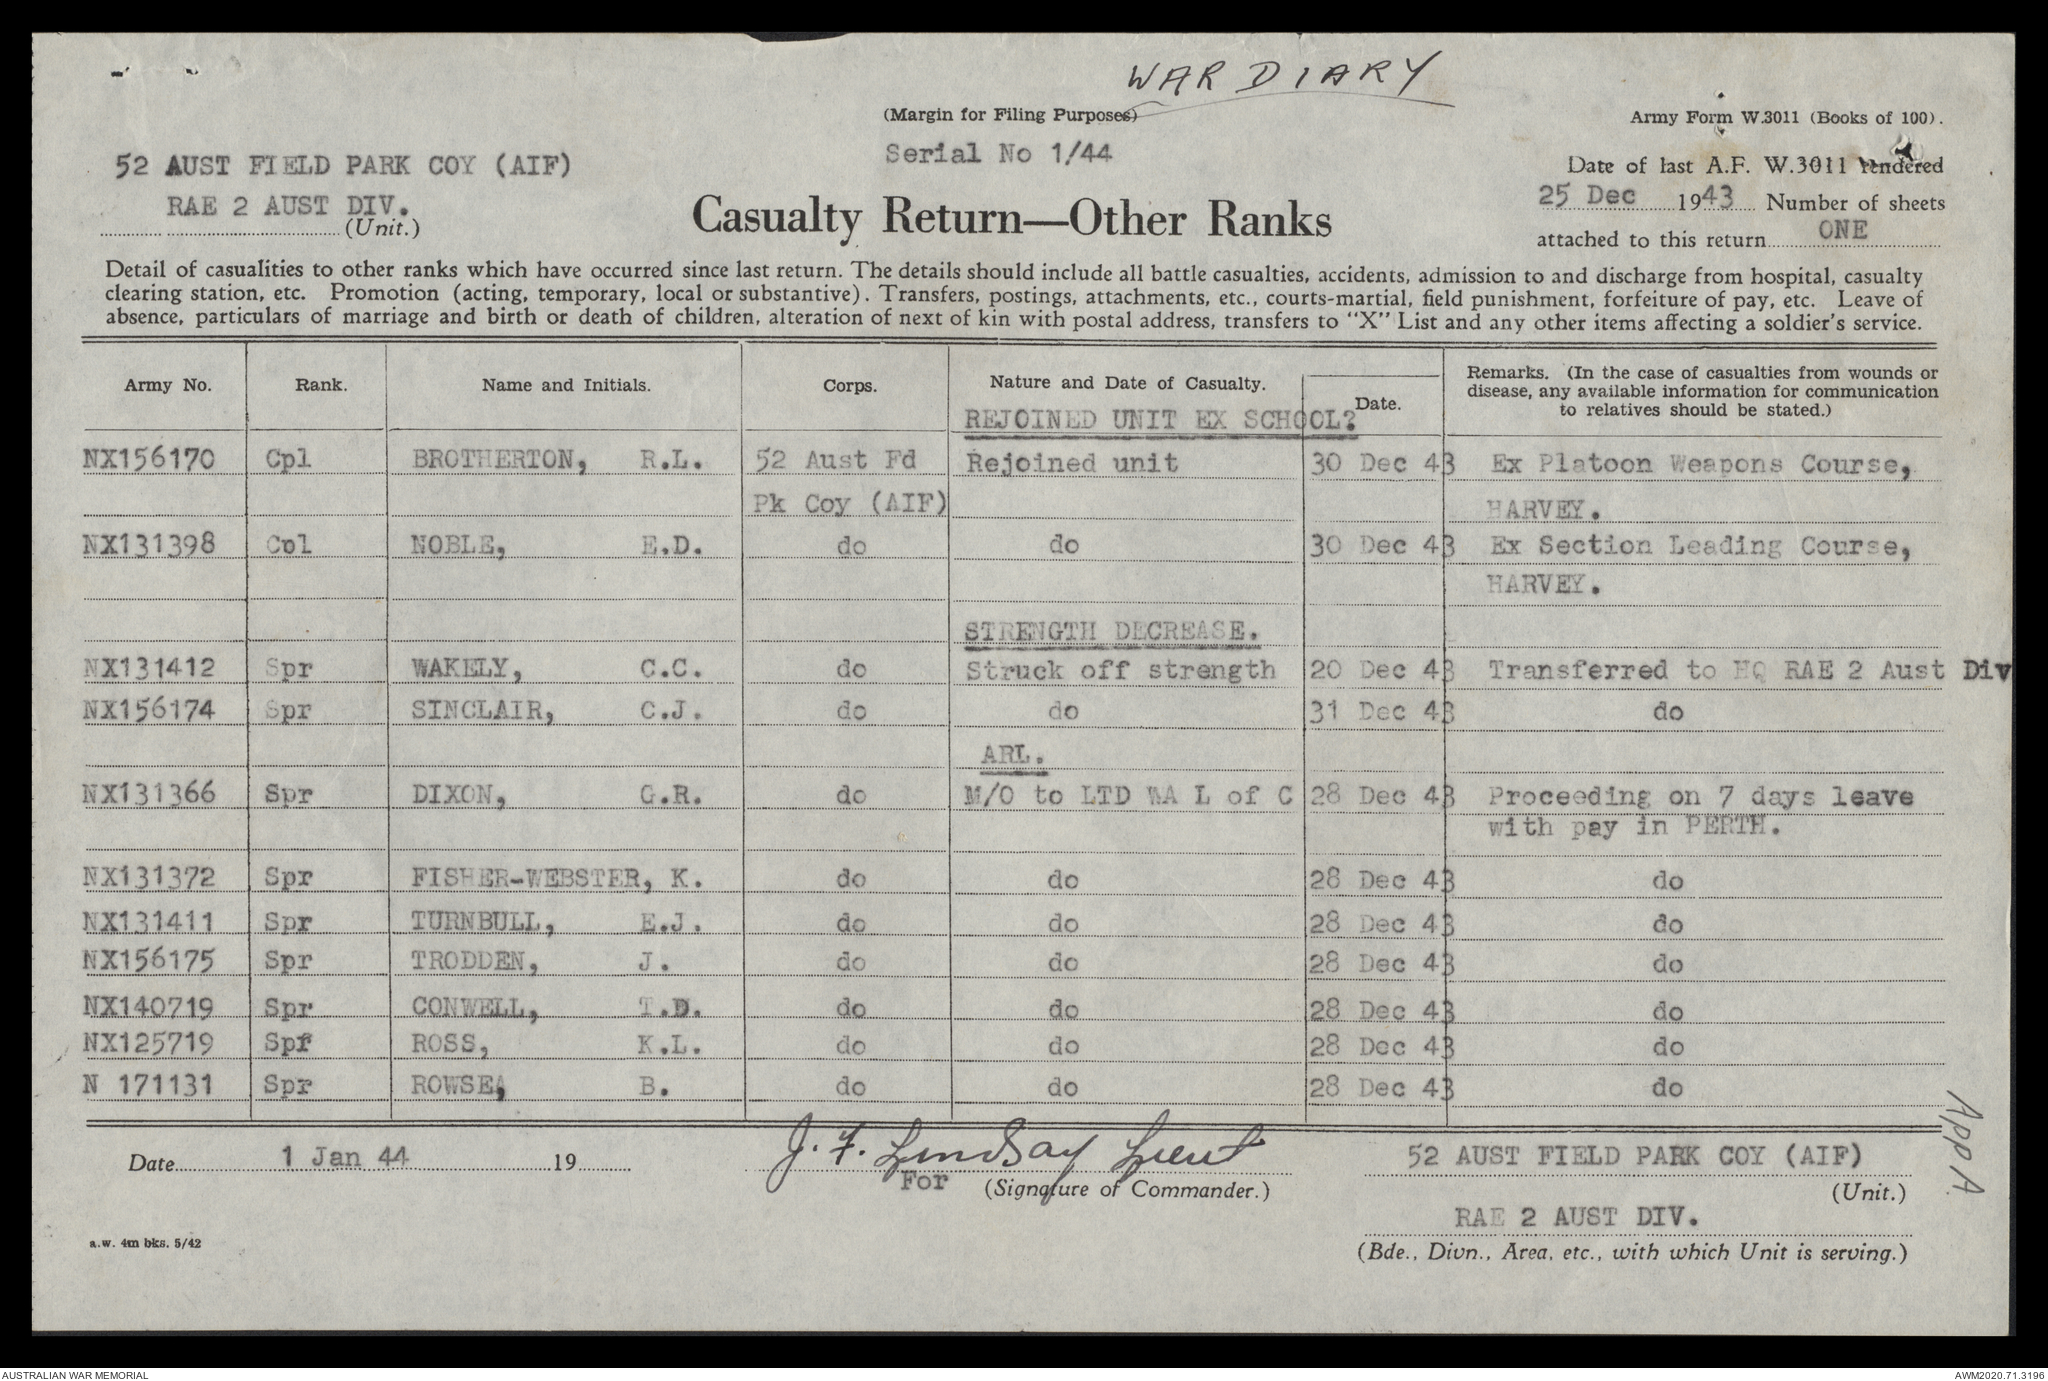 WAR DIARY
(Margin for Filing Purposes)
Army Form W.3011 (Books of 100).
Serial No 1/44
52 AUST FIELD PARK COY (AIF)
RAE 2 AUST DIV.
(Unit.)
Casualty Return—Other Ranks
Date of last A.F. W.3011 rendered
25 Dec 1943 Number of sheets
attached to this return ONE
Detail of casualities to other ranks which have occurred since last return. The details should include all battle casualties, accidents, admission to and discharge from hospital, casualty
clearing station, etc. Promotion (acting, temporary, local or substantive). Transfers, postings, attachments, etc., courts-martial, field punishment, forfeiture of pay, etc. Leave of
absence, particulars of marriage and birth or death of children, alteration of next of kin with postal address, transfers to "X" List and any other items affecting a soldier's service.
Army No. Rank. Name and Initials. Corps. Nature and Date of Casualty. Date. Remarks. (In the case of casualties from wounds or
disease, any available information for communication
to relatives should be stated.)
REJOINED UNIT EX SCHOOL?
NX156170 Cpl BROTHERTON, R.L. 52 Aust Fd Rejoined unit 30 Dec 43 Ex Platoon Weapons Course,
Pk Coy (AIF) HARVEY.
NX131398 Col NOBLE, E.D. do do 30 Dec 43 Ex Section Leading Course,
HARVEY.
STRENGTH DECREASE.
NX131412 Spr WAKELY, C.C. do Struck off strength 20 Dec 43 Transferred to HQ RAE 2 Aust Div
NX156174 Spr SINCLAIR, C.J. do do 31 Dec 43 do
ARL.
NX131366 Spr DIXON, G.R. do M/O to LTD WA L of C 28 Dec 43 Proceeding on 7 days leave
with pay in PERTH.
NX131372 Spr FISHER-WEBSTER, K. do do 28 Dec 43 do
NX131411 Spr TURNBULL, E.J. do do 28 Dec 43 do
NX156175 Spr TRODDEN, J. do do 28 Dec 43 do
NX140719 Spr CONWELL, T.D. do do 28 Dec 43 do
NX125719 Spr ROSS, K.L. do do 28 Dec 43 do
N 171131 Spr ROWSE, B. do do 28 Dec 43 do
App A
Date 1 Jan 44 19
J. F. Lindsay Lieut
For (Signature of Commander.)
52 AUST FIELD PARK COY (AIF)
(Unit.)
RAE 2 AUST DIV.
(Bde., Divn., Area, etc., with which Unit is serving.)
a.w. 4m bks. 5/42
AUSTRALIAN WAR MEMORIAL
AWM2020.71.3196